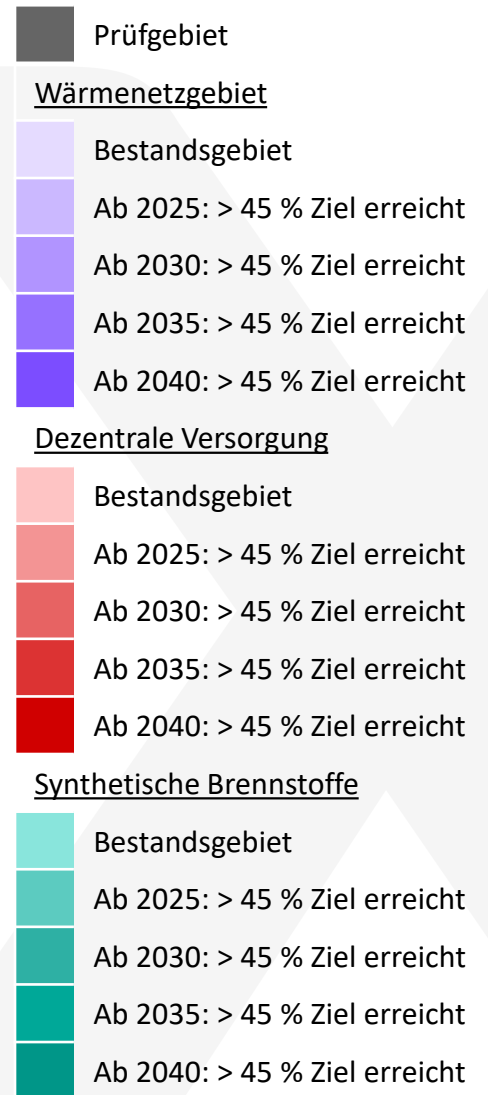 Prüfgebiet
Wärmenetzgebiet
Bestandsgebiet
Ab 2025: > 45 % Ziel erreicht
Ab 2030: > 45 % Ziel erreicht
Ab 2035: > 45 % Ziel erreicht
Ab 2040: > 45 % Ziel erreicht
Dezentrale Versorgung
Bestandsgebiet
Ab 2025: > 45 % Ziel erreicht
Ab 2030: > 45 % Ziel erreicht
Ab 2035: > 45 % Ziel erreicht
Ab 2040: > 45 % Ziel erreicht
Synthetische Brennstoffe
Bestandsgebiet
Ab 2025: > 45 % Ziel erreicht
Ab 2030: > 45 % Ziel erreicht
Ab 2035: > 45 % Ziel erreicht
Ab 2040: > 45 % Ziel erreicht